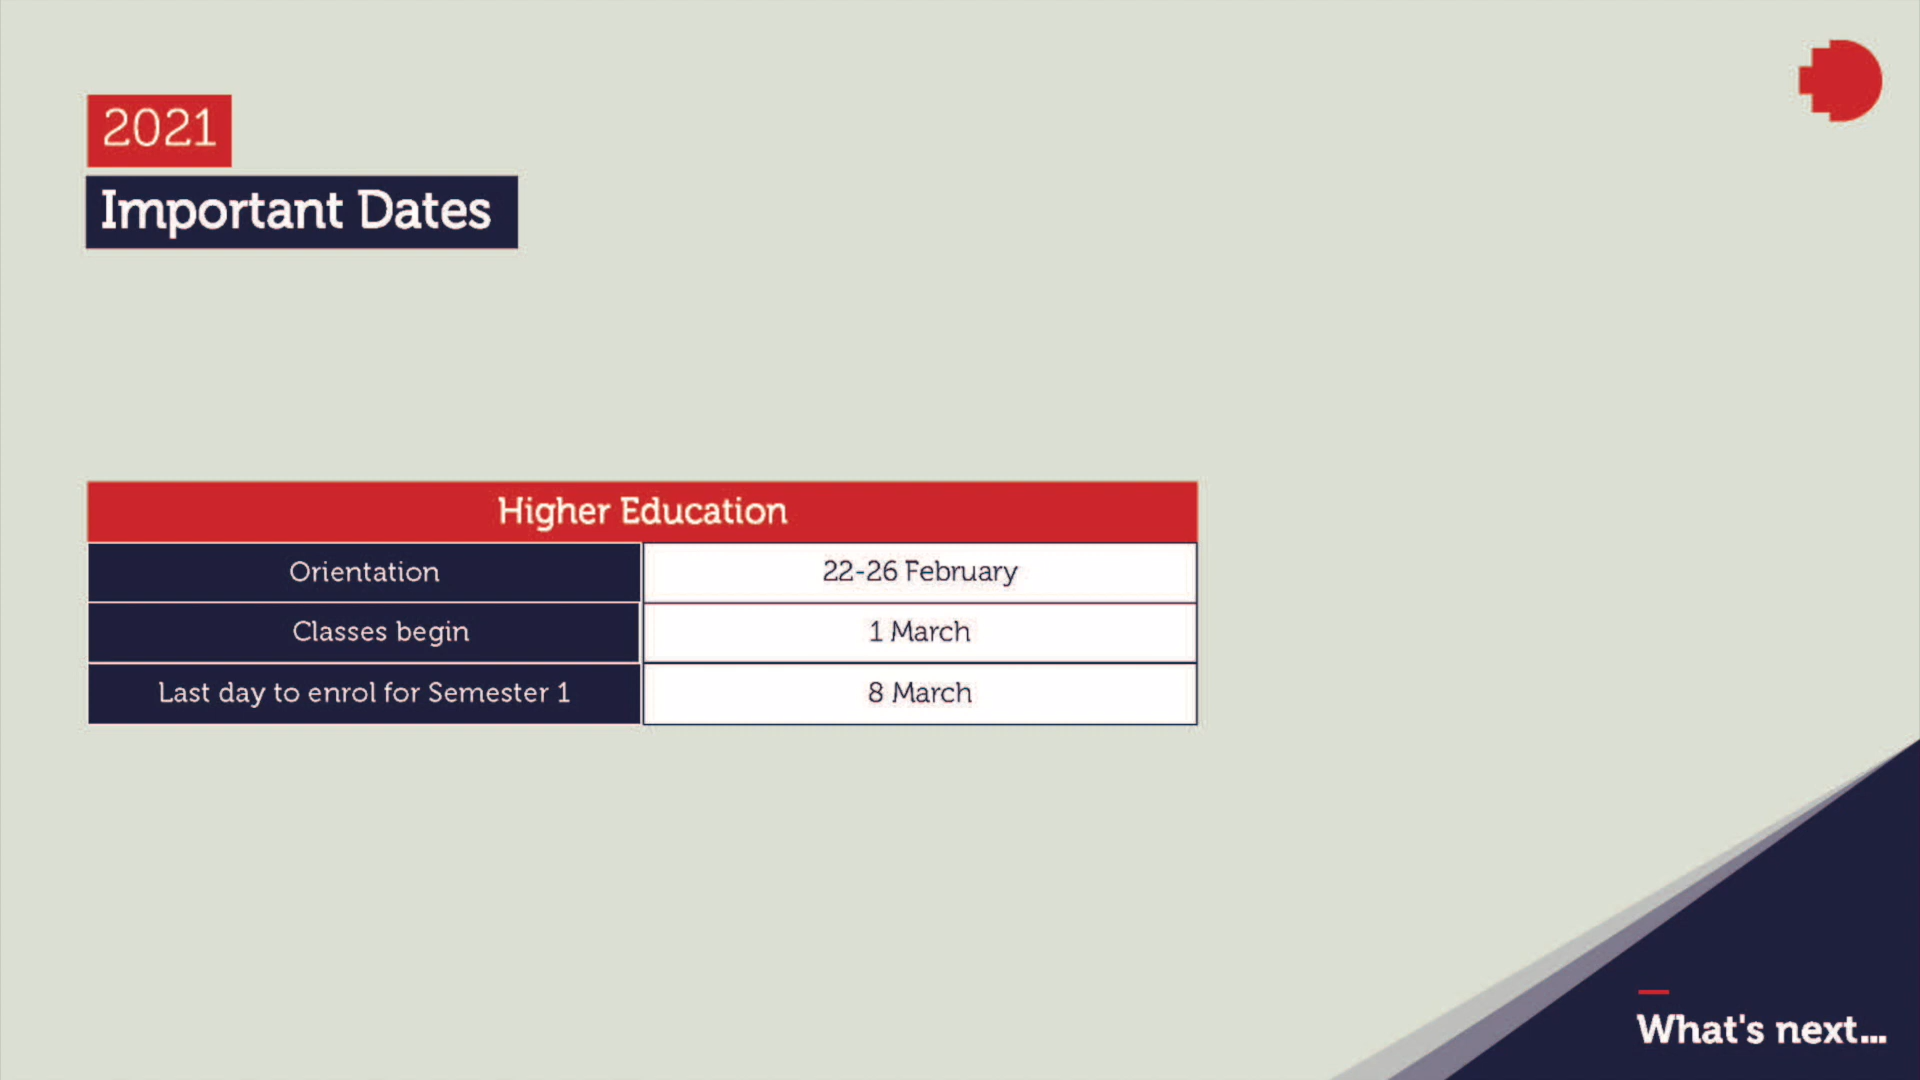 2021
Important Dates
Higher Education
Orientation
22-26 February
Classes begin
1 March
Last day to enrol for Semester 1
8 March
What's next...